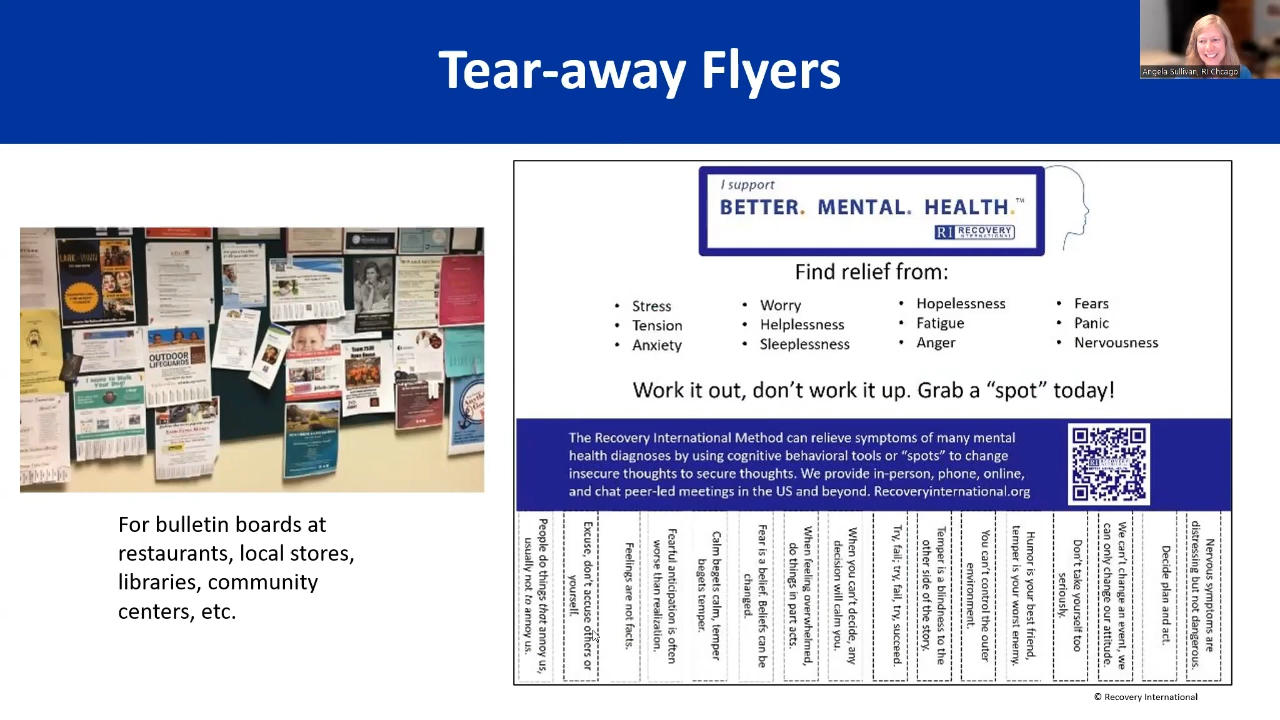 Tear-away Flyers
Angela Sullivan, RI Chcago
OUTDOOR
LIFEGUARDS
For bulletin boards at
restaurants, local stores,
libraries, community
centers, etc.
I support
BETTER. MENTAL. HEALTH.™
RI RECOVERY
INTERNATIONAL
Find relief from:
• Stress
• Tension
• Anxiety
• Worry
• Helplessness
• Sleeplessness
• Hopelessness
• Fatigue
• Anger
• Fears
• Panic
• Nervousness
Work it out, don’t work it up. Grab a “spot” today!
The Recovery International Method can relieve symptoms of many mental
health diagnoses by using cognitive behavioral tools or “spots” to change
insecure thoughts to secure thoughts. We provide in-person, phone, online,
and chat peer-led meetings in the US and beyond. Recoveryinternational.org
People do things that annoy us,
usually not to annoy us.
Excuse, don’t accuse others or
yourself.
Feelings are not facts.
Fearful anticipation is often
worse than realization.
Calm begets calm, temper
begets temper.
Fear is a belief. Beliefs can be
changed.
When feeling overwhelmed,
do things in part acts.
When you can’t decide, any
decision will calm you.
Try, fail; try, fail, try, succeed.
Temper is a blindness to the
other side of the story.
You can’t control the outer
environment.
Humor is your best friend,
temper is your worst enemy.
Don’t take yourself too
seriously.
We can’t change an event, we
can only change our attitude.
Decide plan and act.
Nervous symptoms are
distressing but not dangerous.
© Recovery International